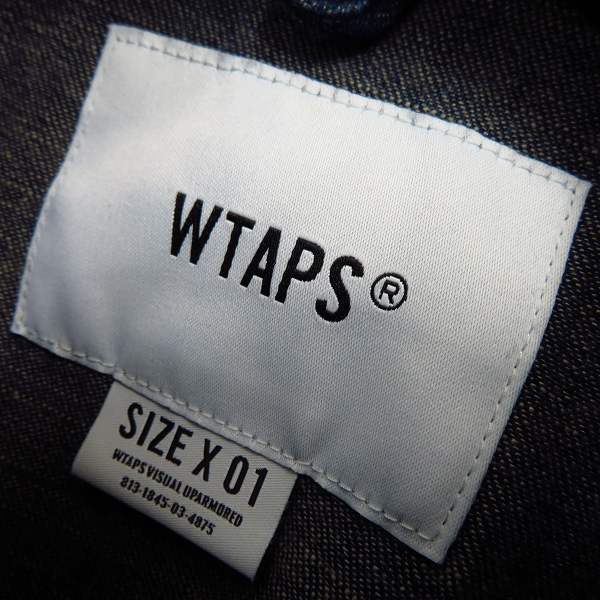 WTAPS®
SIZE X 01
WTAPS VISUAL UPARMORED
813-1845-03-4875